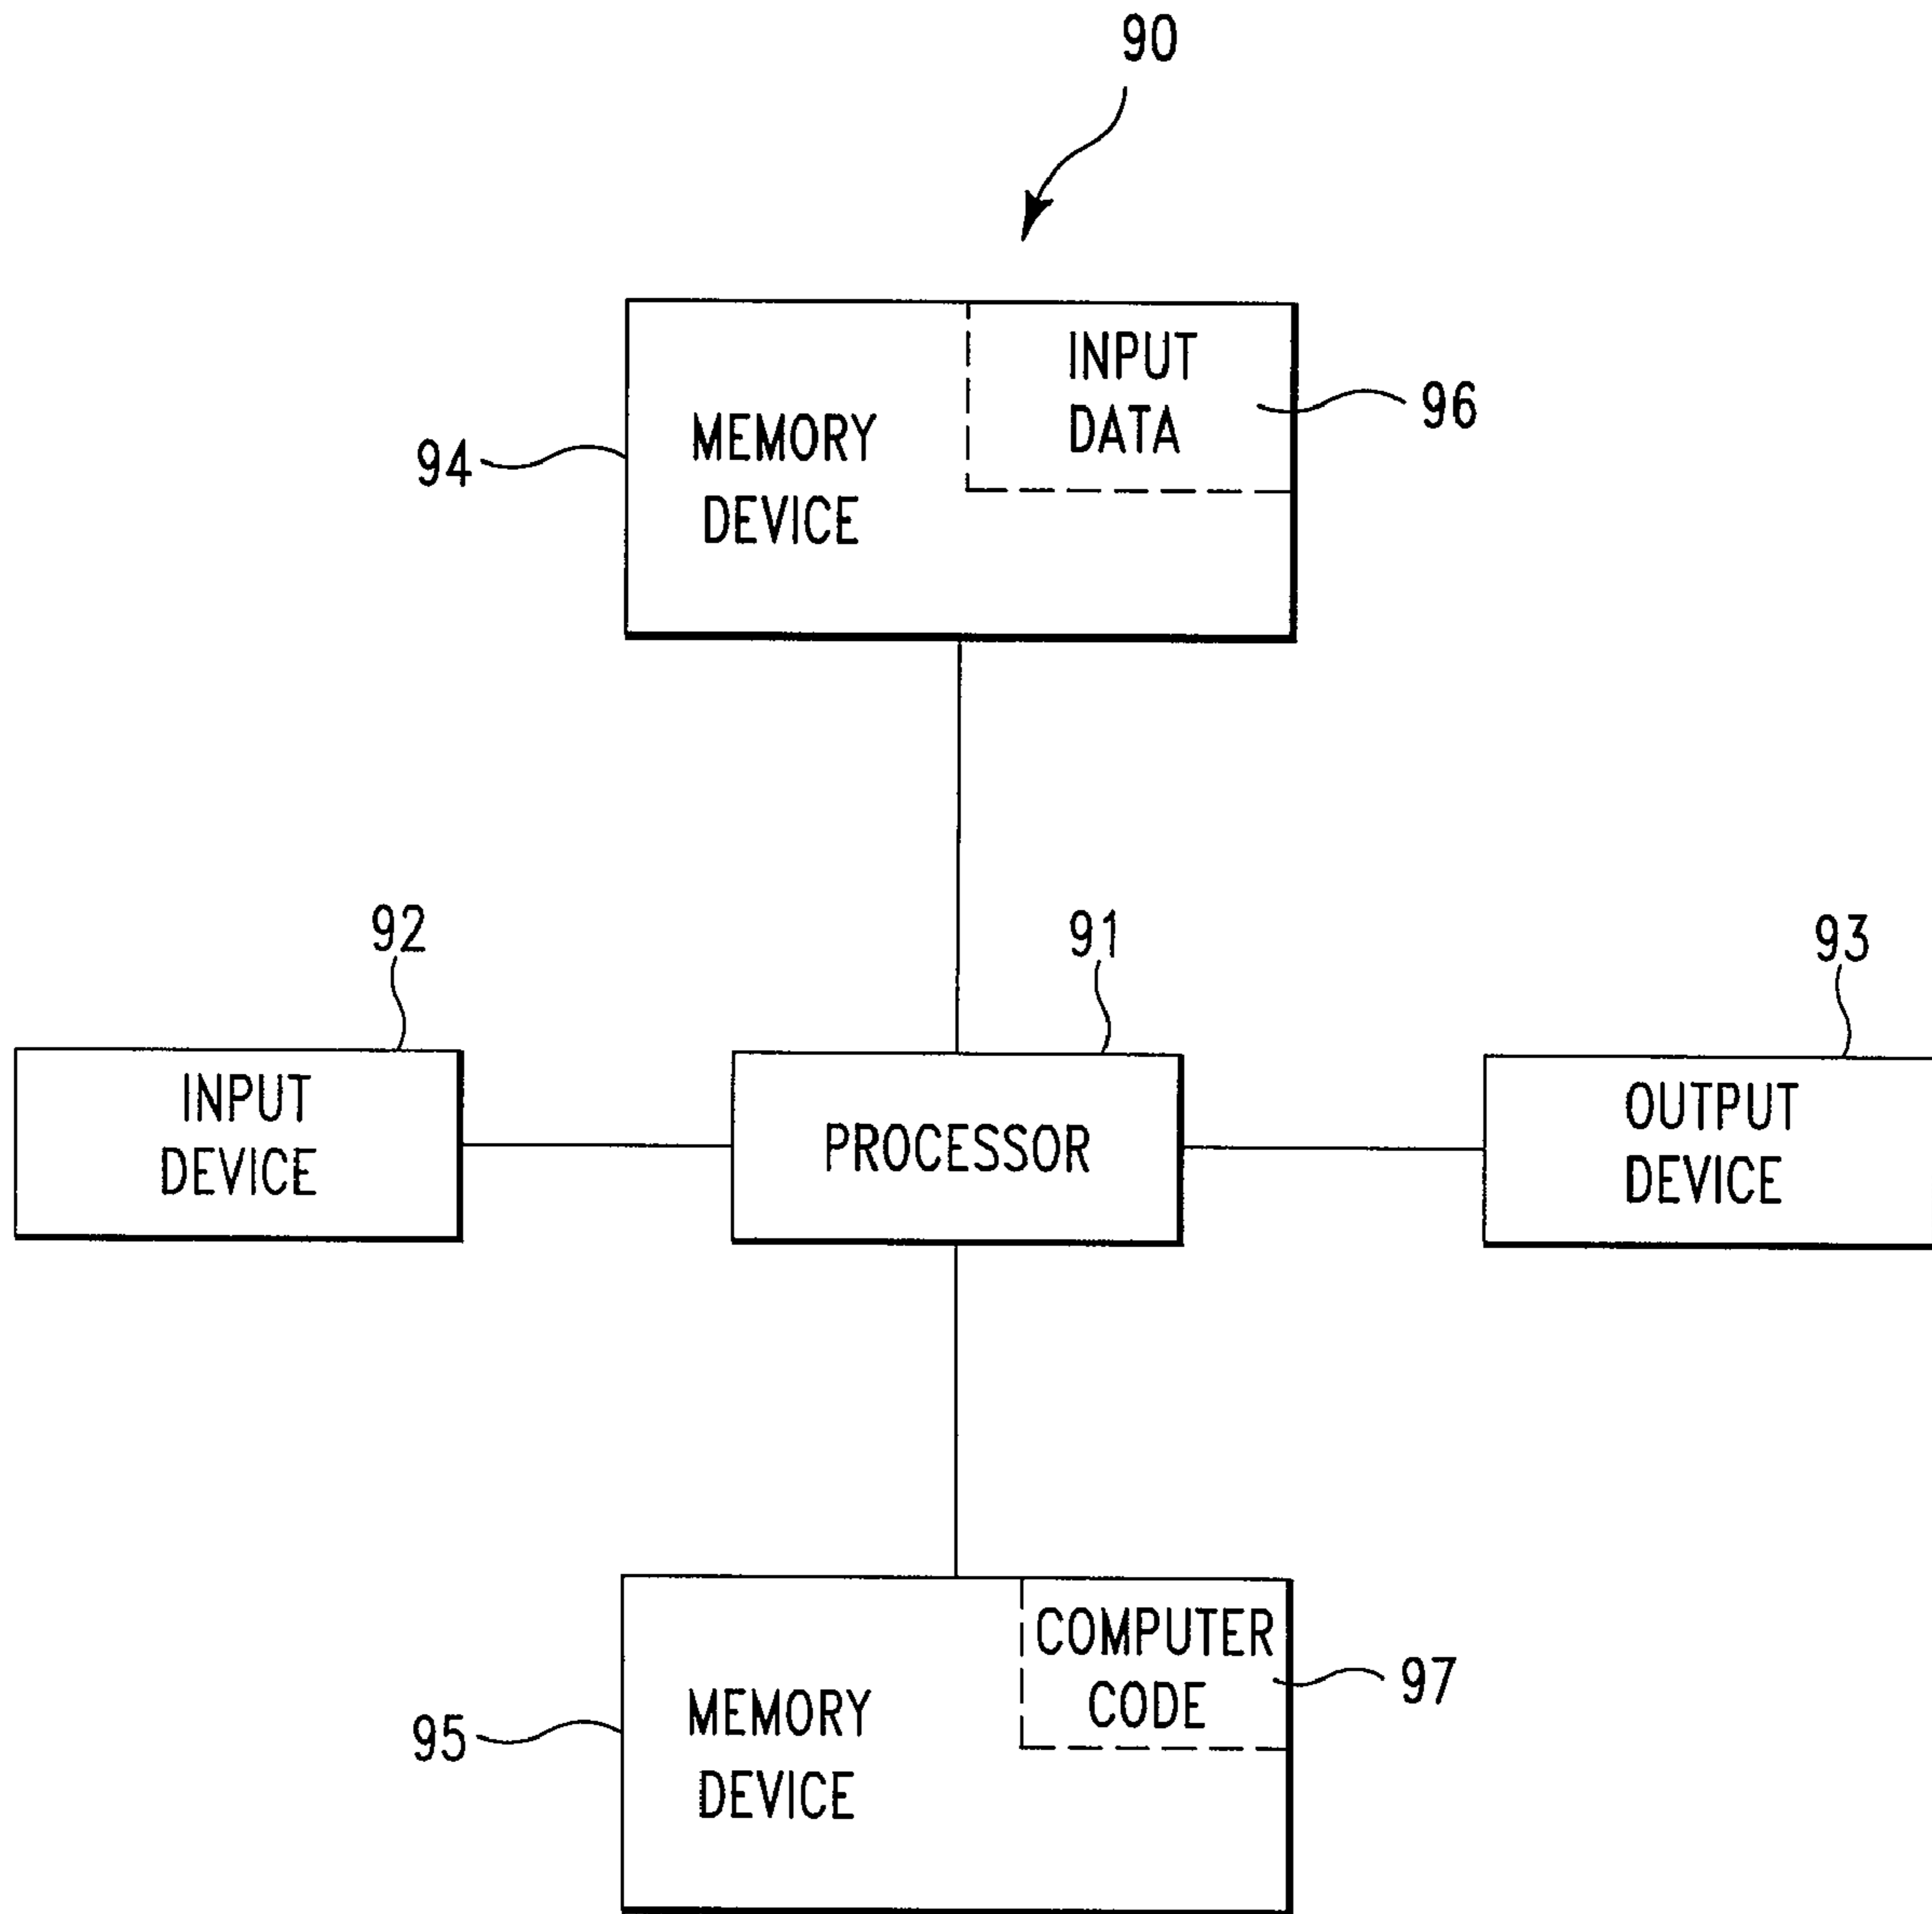 90
INPUT
DATA
96
MEMORY
DEVICE
94
92
91
93
INPUT
DEVICE
PROCESSOR
OUTPUT
DEVICE
COMPUTER
CODE
97
MEMORY
DEVICE
95